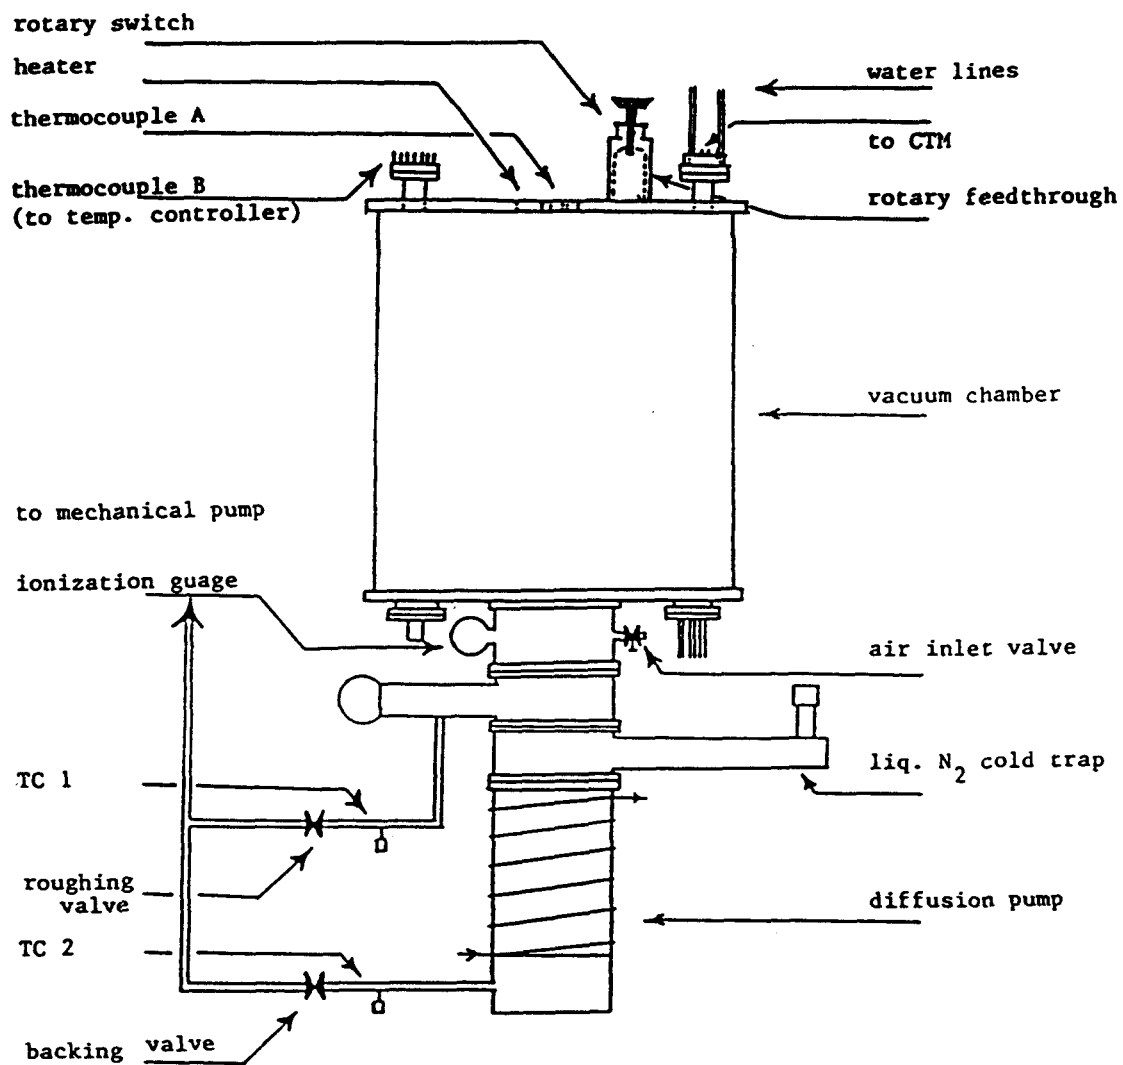 rotary switch
heater
thermocouple A
thermocouple B
(to temp. controller)
water lines
to CTM
rotary feedthrough
vacuum chamber
to mechanical pump
ionization guage
air inlet valve
TC 1
liq. N2 cold trap
roughing
valve
diffusion pump
TC 2
backing valve